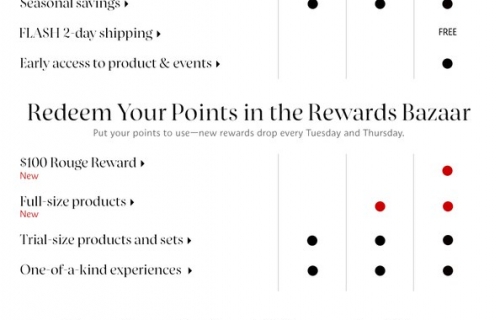 Seasonal savings ▸
FLASH 2-day shipping ▸ FREE
Early access to product & events ▸
Redeem Your Points in the Rewards Bazaar
Put your points to use—new rewards drop every Tuesday and Thursday.
$100 Rouge Reward ▸
New
Full-size products ▸
New
Trial-size products and sets ▸
One-of-a-kind experiences ▸